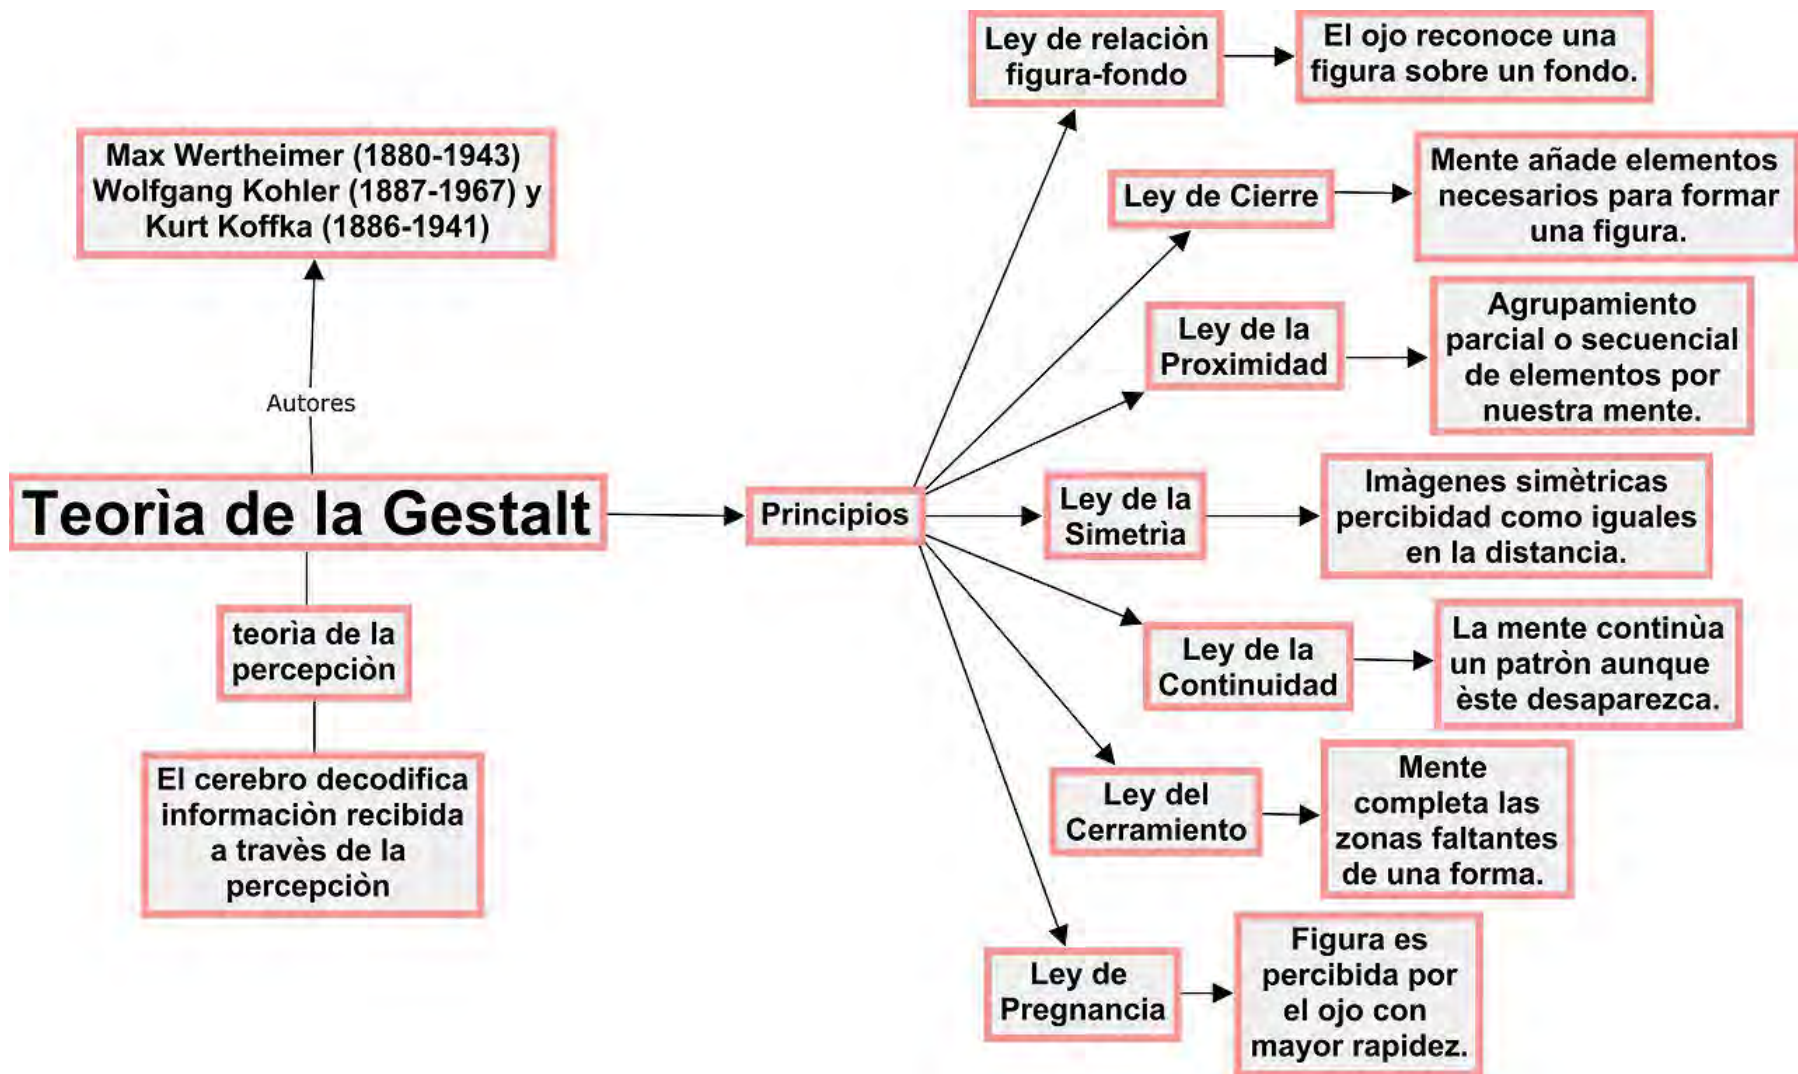 Max Wertheimer (1880-1943)
Wolfgang Kohler (1887-1967) y
Kurt Koffka (1886-1941)
Autores
Teorìa de la Gestalt
teorìa de la
percepciòn
El cerebro decodifica
informaciòn recibida
a travès de la
percepciòn
Principios
Ley de relaciòn
figura-fondo
El ojo reconoce una
figura sobre un fondo.
Ley de Cierre
Mente añade elementos
necesarios para formar
una figura.
Ley de la
Proximidad
Agrupamiento
parcial o secuencial
de elementos por
nuestra mente.
Ley de la
Simetrìa
Imàgenes simètricas
percibidad como iguales
en la distancia.
Ley de la
Continuidad
La mente continùa
un patròn aunque
èste desaparezca.
Ley del
Cerramiento
Mente
completa las
zonas faltantes
de una forma.
Ley de
Pregnancia
Figura es
percibida por
el ojo con
mayor rapidez.